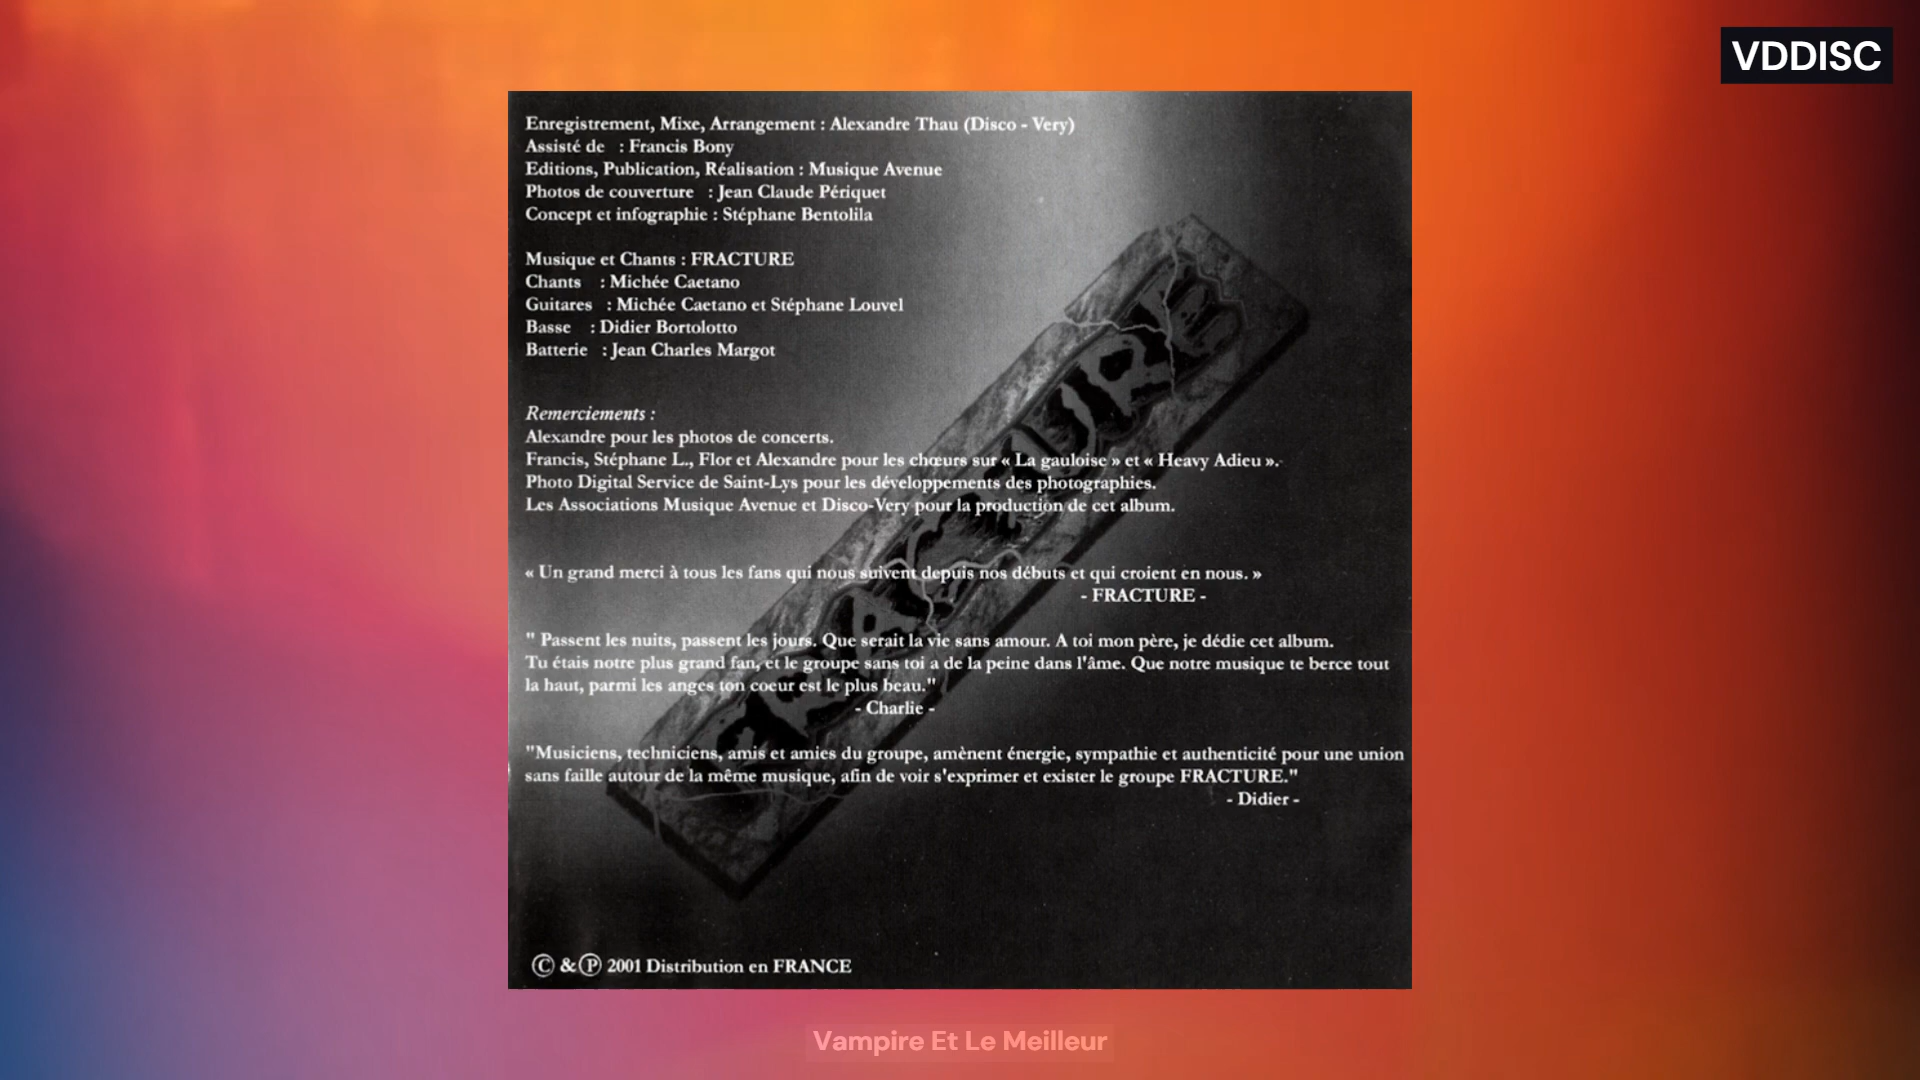 VDDISC
Enregistrement, Mixe, Arrangement : Alexandre Thau (Disco - Very)
Assisté de : Francis Bony
Editions, Publication, Réalisation : Musique Avenue
Photos de couverture : Jean Claude Périquet
Concept et infographie : Stéphane Bentolila
Musique et Chants : FRACTURE
Chants : Michée Caetano
Guitares : Michée Caetano et Stéphane Louvel
Basse : Didier Bortolotto
Batterie : Jean Charles Margot
Remerciements :
Alexandre pour les photos de concerts.
Francis, Stéphane L., Flor et Alexandre pour les chœurs sur « La gauloise » et « Heavy Adieu ».
Photo Digital Service de Saint-Lys pour les développements des photographies.
Les Associations Musique Avenue et Disco-Very pour la production de cet album.
« Un grand merci à tous les fans qui nous suivent depuis nos débuts et qui croient en nous. »
- FRACTURE -
" Passent les nuits, passent les jours. Que serait la vie sans amour. A toi mon père, je dédie cet album.
Tu étais notre plus grand fan, et le groupe sans toi a de la peine dans l'âme. Que notre musique te berce tout
la haut, parmi les anges ton coeur est le plus beau."
- Charlie -
"Musiciens, techniciens, amis et amies du groupe, amènent énergie, sympathie et authenticité pour une union
sans faille autour de la même musique, afin de voir s'exprimer et exister le groupe FRACTURE."
- Didier -
FRACTURE
© & ℗ 2001 Distribution en FRANCE
Vampire Et Le Meilleur